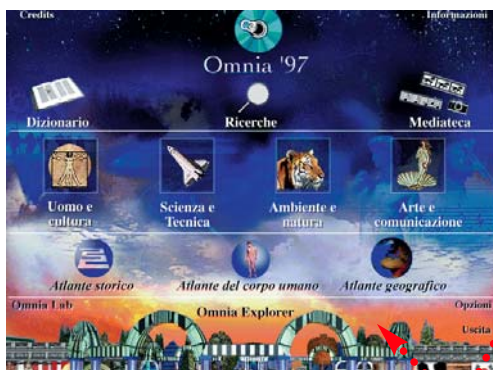 Credits
Informazioni
Omnia '97
Dizionario
Ricerche
Mediateca
Uomo e cultura
Scienza e Tecnica
Ambiente e natura
Arte e comunicazione
Atlante storico
Atlante del corpo umano
Atlante geografico
Omnia Lab
Omnia Explorer
Opzioni
Uscita